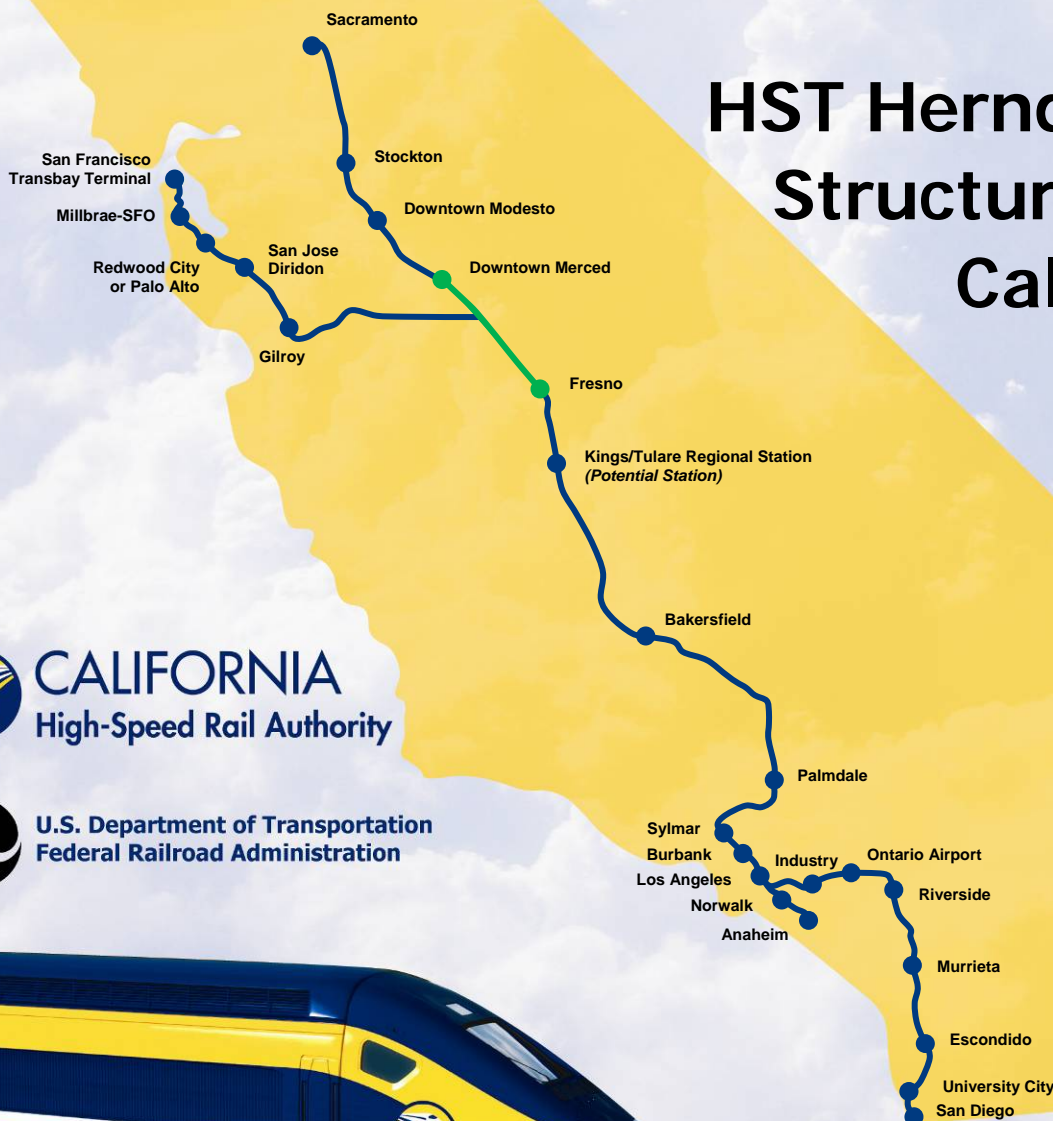 Sacramento
HST Hernd
Structur
Cal
San Francisco
Transbay Terminal
Stockton
Millbrae-SFO
Downtown Modesto
San Jose
Diridon
Redwood City
or Palo Alto
Downtown Merced
Gilroy
Fresno
Kings/Tulare Regional Station
(Potential Station)
Bakersfield
CALIFORNIA
High-Speed Rail Authority
Palmdale
U.S. Department of Transportation
Federal Railroad Administration
Sylmar
Burbank
Industry
Ontario Airport
Los Angeles
Riverside
Norwalk
Anaheim
Murrieta
Escondido
University City
San Diego